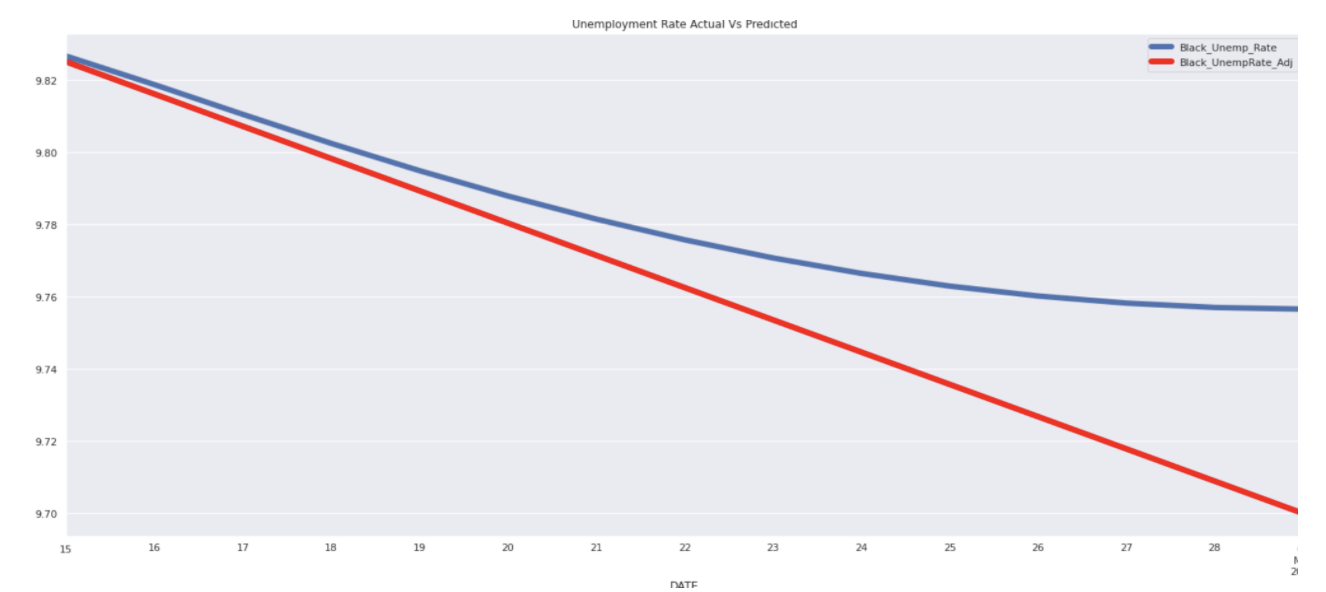 Unemployment Rate Actual Vs Predicted
Black_Unemp_Rate
Black_UnempRate_Adj
9.82
9.80
9.78
9.76
9.74
9.72
9.70
15 16 17 18 19 20 21 22 23 24 25 26 27 28
DATE